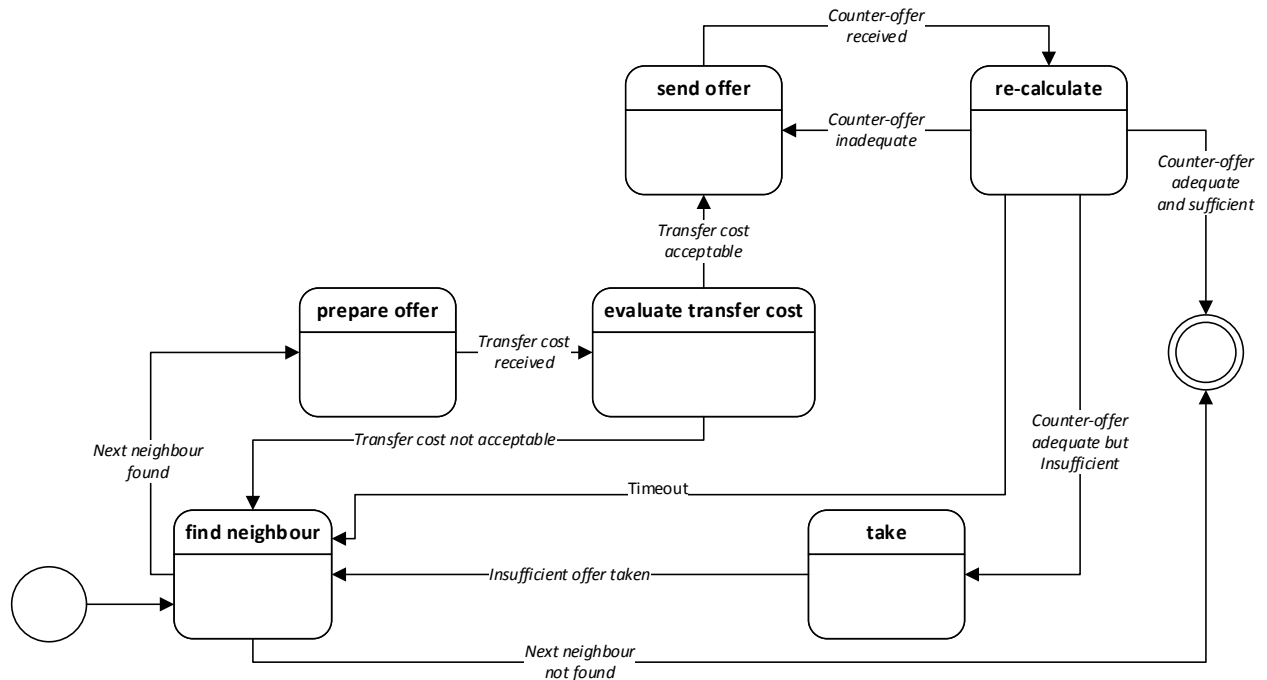 Counter-offer
received
send offer
re-calculate
Counter-offer
inadequate
Counter-offer
adequate
and sufficient
Transfer cost
acceptable
prepare offer
evaluate transfer cost
Transfer cost
received
Next neighbour
found
Transfer cost not acceptable
Counter-offer
adequate but
Insufficient
Timeout
find neighbour
take
Insufficient offer taken
Next neighbour
not found